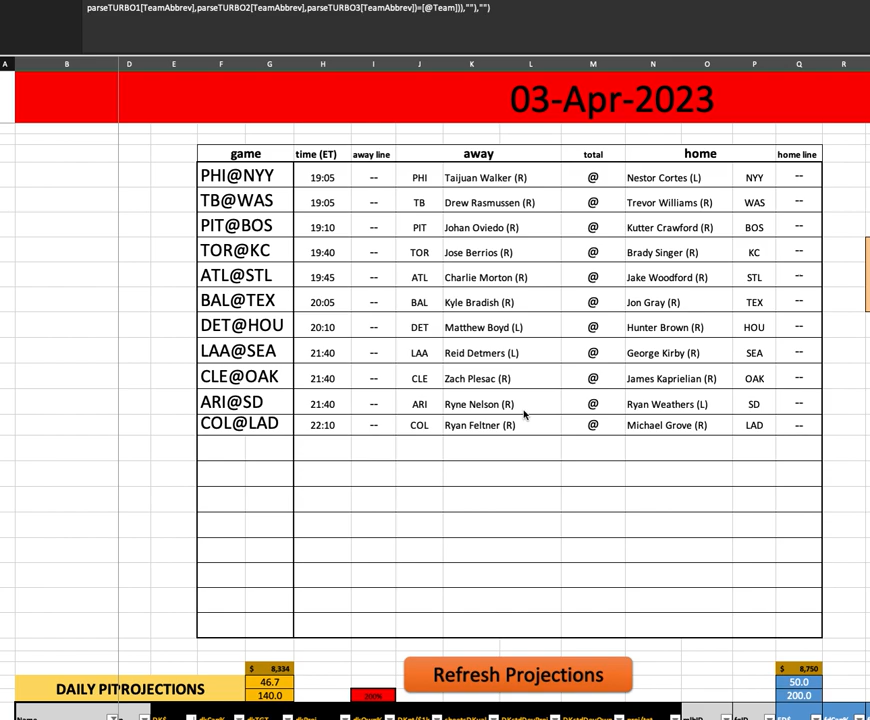 parseTURBO1[TeamAbbrev],parseTURBO2[TeamAbbrev],parseTURBO3[TeamAbbrev])=[@Team])),""),"")
A B D E F G H I J K L M N O P Q R
03-Apr-2023
game time (ET) away line away total home home line
PHI@NYY 19:05 -- PHI Taijuan Walker (R) @ Nestor Cortes (L) NYY --
TB@WAS 19:05 -- TB Drew Rasmussen (R) @ Trevor Williams (R) WAS --
PIT@BOS 19:10 -- PIT Johan Oviedo (R) @ Kutter Crawford (R) BOS --
TOR@KC 19:40 -- TOR Jose Berrios (R) @ Brady Singer (R) KC --
ATL@STL 19:45 -- ATL Charlie Morton (R) @ Jake Woodford (R) STL --
BAL@TEX 20:05 -- BAL Kyle Bradish (R) @ Jon Gray (R) TEX --
DET@HOU 20:10 -- DET Matthew Boyd (L) @ Hunter Brown (R) HOU --
LAA@SEA 21:40 -- LAA Reid Detmers (L) @ George Kirby (R) SEA --
CLE@OAK 21:40 -- CLE Zach Plesac (R) @ James Kaprielian (R) OAK --
ARI@SD 21:40 -- ARI Ryne Nelson (R) @ Ryan Weathers (L) SD --
COL@LAD 22:10 -- COL Ryan Feltner (R) @ Michael Grove (R) LAD --
$ 8,334 Refresh Projections $ 8,750
DAILY PITROJECTIONS 46.7 50.0
140.0 200% 200.0